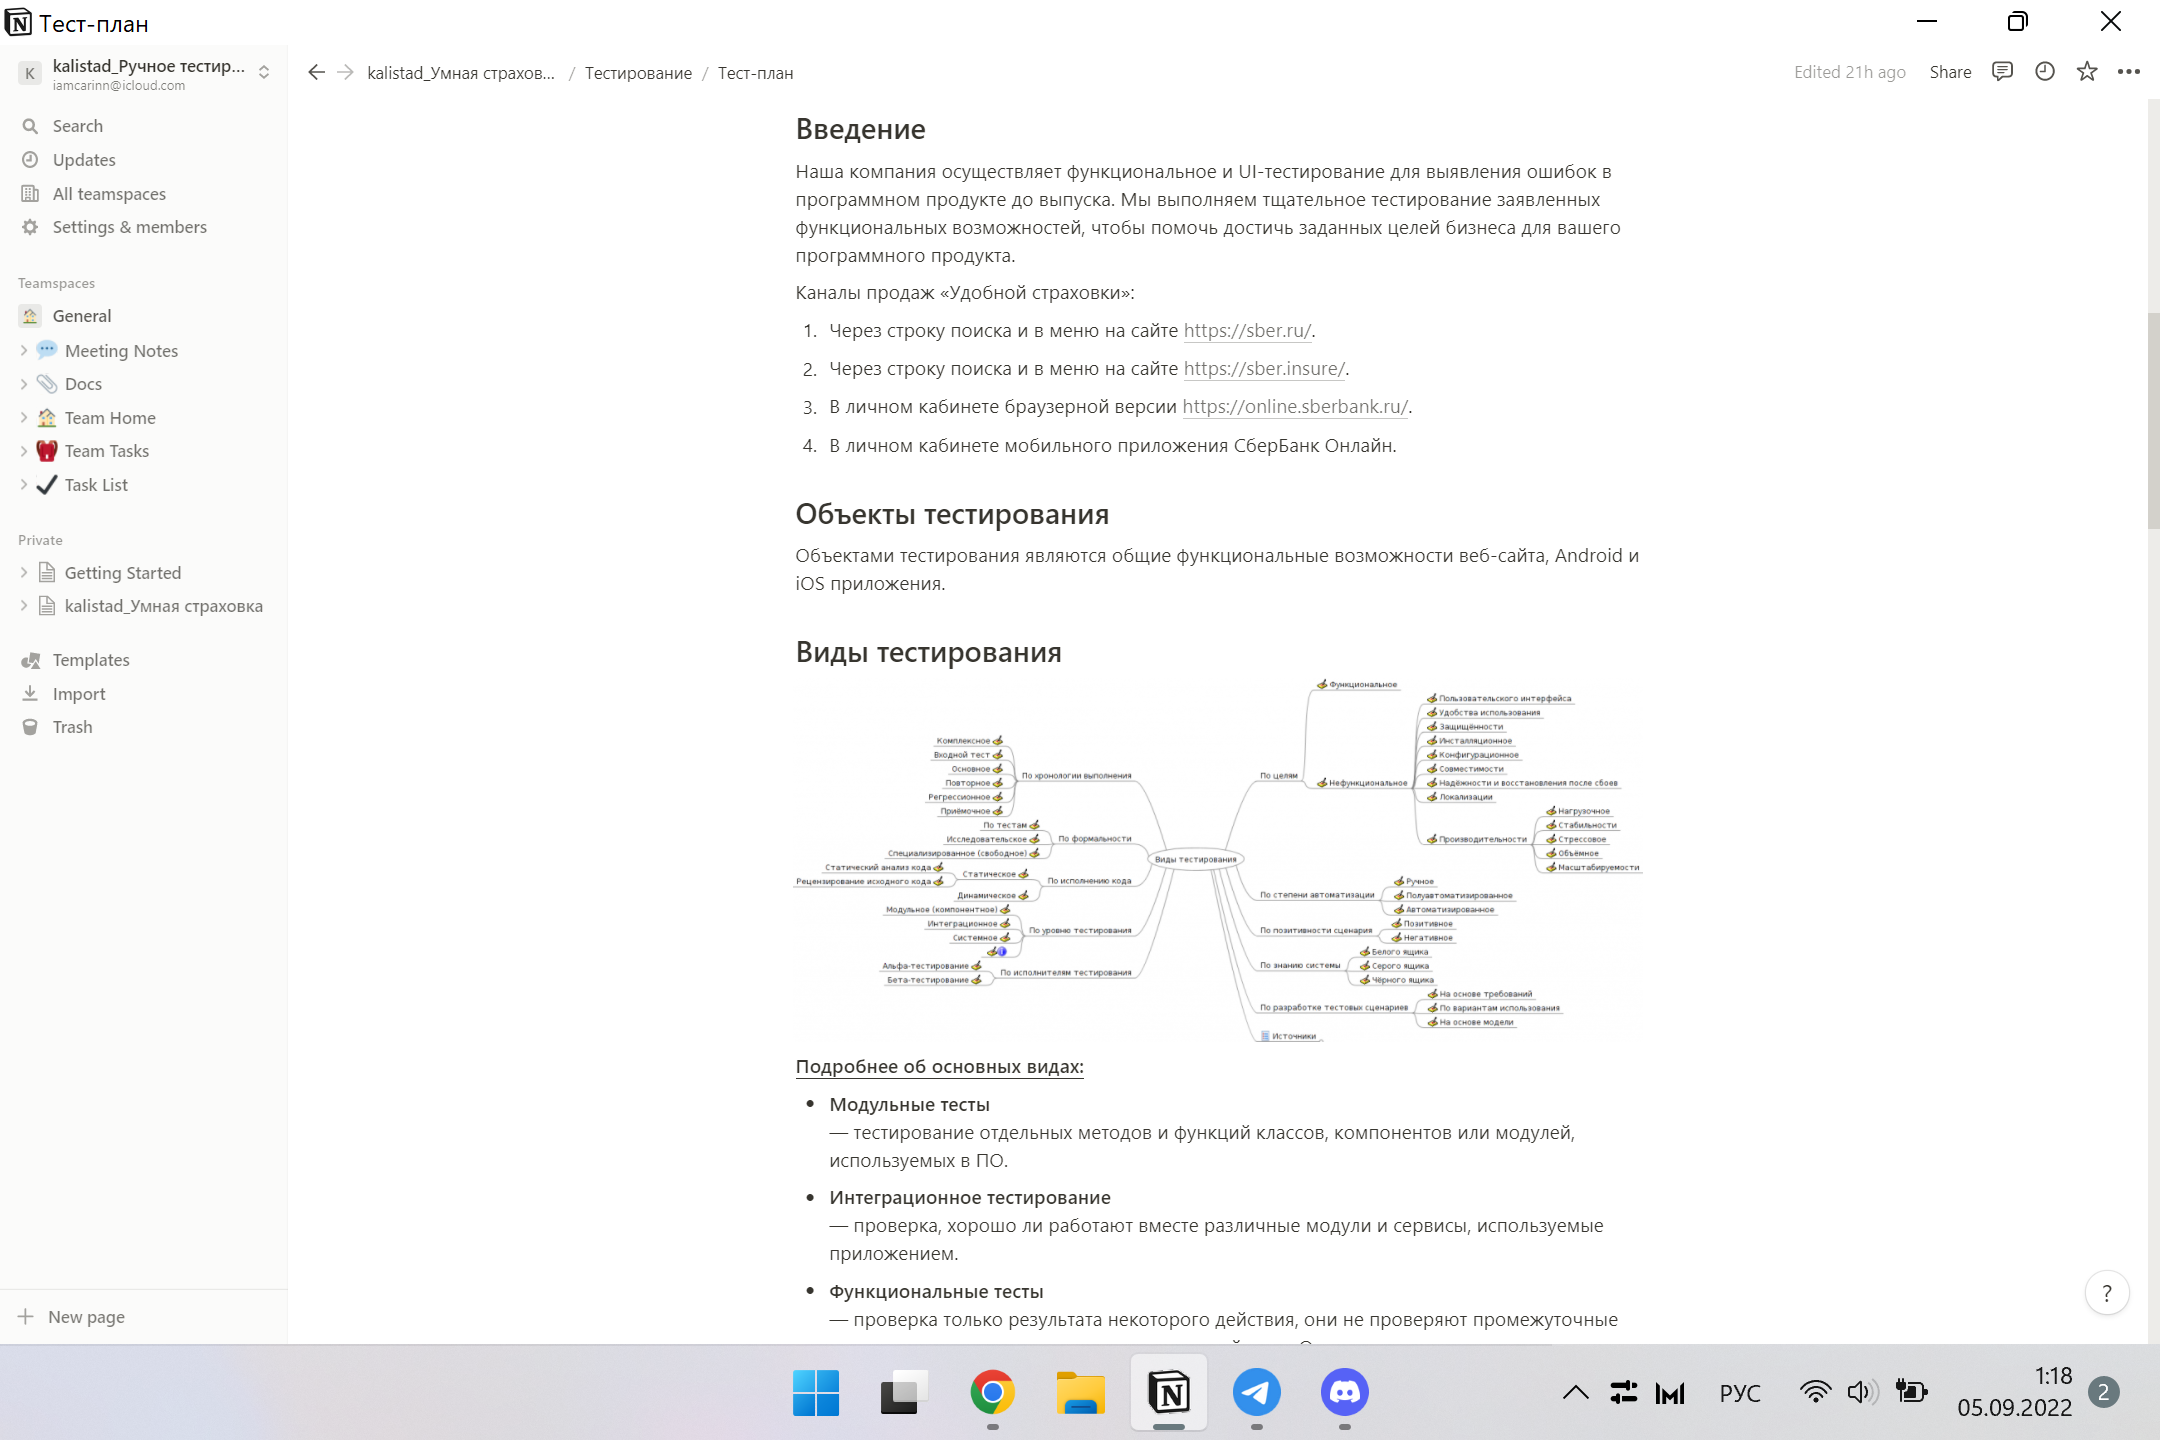 Тест-план
K
kalistad_Ручное тестир...
iamcarinn@icloud.com
Search
Updates
All teamspaces
Settings & members
Teamspaces
General
Meeting Notes
Docs
Team Home
Team Tasks
Task List
Private
Getting Started
kalistad_Умная страховка
Templates
Import
Trash
New page
kalistad_Умная страхов... / Тестирование / Тест-план
Edited 21h ago
Share
Введение
Наша компания осуществляет функциональное и UI-тестирование для выявления ошибок в
программном продукте до выпуска. Мы выполняем тщательное тестирование заявленных
функциональных возможностей, чтобы помочь достичь заданных целей бизнеса для вашего
программного продукта.
Каналы продаж «Удобной страховки»:
1. Через строку поиска и в меню на сайте https://sber.ru/.
2. Через строку поиска и в меню на сайте https://sber.insure/.
3. В личном кабинете браузерной версии https://online.sberbank.ru/.
4. В личном кабинете мобильного приложения СберБанк Онлайн.
Объекты тестирования
Объектами тестирования являются общие функциональные возможности веб-сайта, Android и
iOS приложения.
Виды тестирования
Комплексное
Входной тест
Основное
Повторное
Регрессионное
Приёмочное
По хронологии выполнения
По тестам
Исследовательское
Специализированное (свободное)
По формальности
Статический анализ кода
Рецензирование исходного кода
Статическое
Динамическое
По исполнению кода
Модульное (компонентное)
Интеграционное
Системное
По уровню тестирования
Альфа-тестирование
Бета-тестирование
По исполнителям тестирования
Виды тестирования
По целям
Функциональное
Нефункциональное
Пользовательского интерфейса
Удобства использования
Защищённости
Инсталляционное
Конфигурационное
Совместимости
Надёжности и восстановления после сбоев
Локализации
Производительности
Нагрузочное
Стабильности
Стрессовое
Объёмное
Масштабируемости
По степени автоматизации
Ручное
Полуавтоматизированное
Автоматизированное
По позитивности сценария
Позитивное
Негативное
По знанию системы
Белого ящика
Серого ящика
Чёрного ящика
По разработке тестовых сценариев
На основе требований
По вариантам использования
На основе модели
Источники
Подробнее об основных видах:
• Модульные тесты
— тестирование отдельных методов и функций классов, компонентов или модулей,
используемых в ПО.
• Интеграционное тестирование
— проверка, хорошо ли работают вместе различные модули и сервисы, используемые
приложением.
• Функциональные тесты
— проверка только результата некоторого действия, они не проверяют промежуточные
?
РУС
1:18
05.09.2022
2